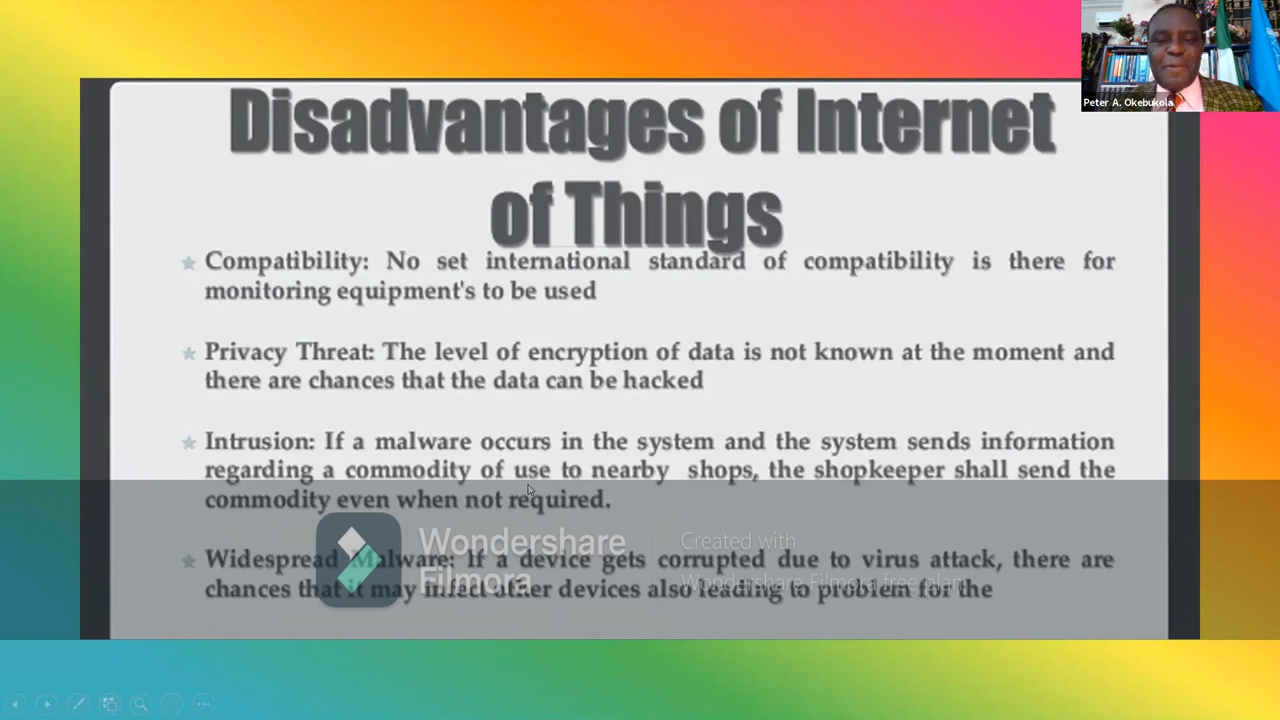 Peter A. Okebukola
Disadvantages of Internet
of Things
Compatibility: No set international standard of compatibility is there for
monitoring equipment's to be used
Privacy Threat: The level of encryption of data is not known at the moment and
there are chances that the data can be hacked
Intrusion: If a malware occurs in the system and the system sends information
regarding a commodity of use to nearby shops, the shopkeeper shall send the
commodity even when not required.
Widespread Malware: If a device gets corrupted due to virus attack, there are
chances that it may infect other devices also leading to problem for the
Wondershare
Filmora
Created with
Wondershare Filmora free plan